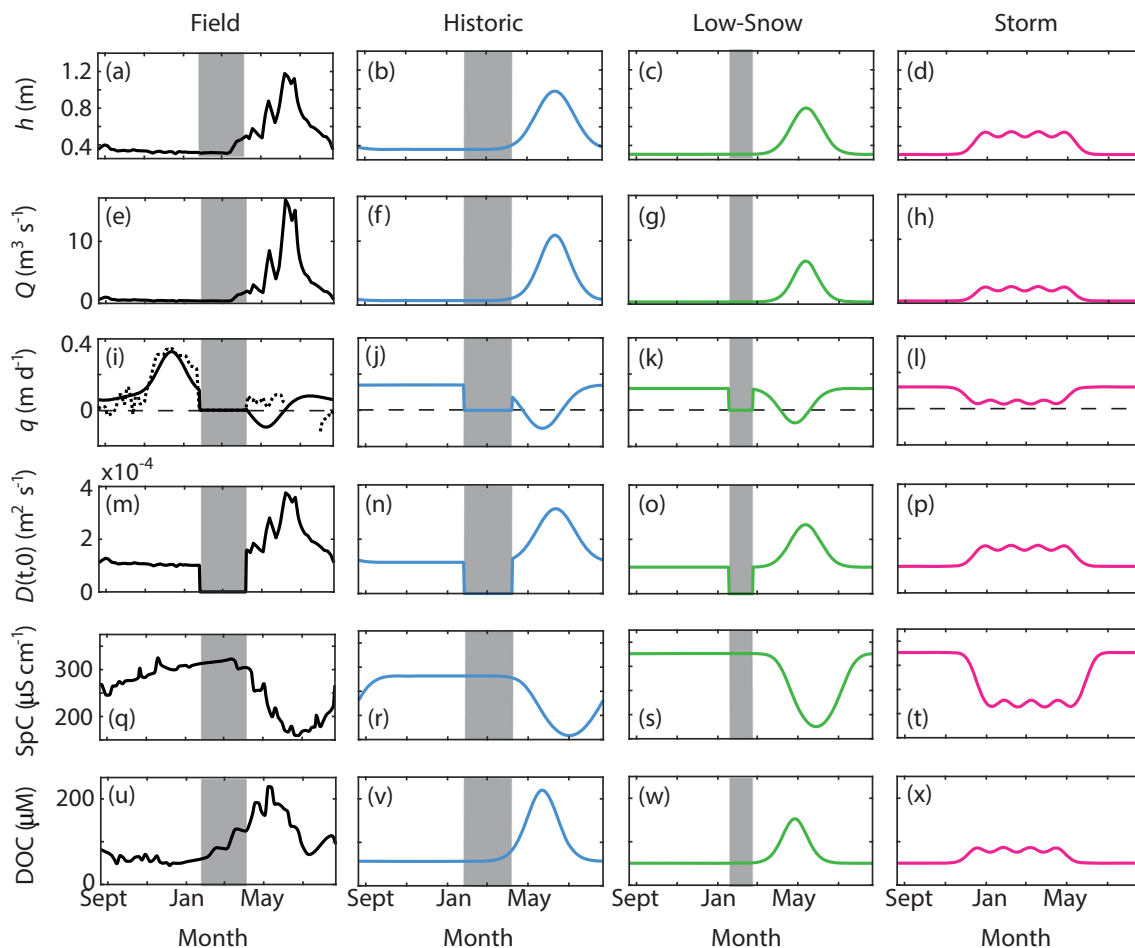 Field Historic Low-Snow Storm
h (m)
1.2
0.8
0.4
(a) (b) (c) (d)
Q (m³ s⁻¹)
10
0
(e) (f) (g) (h)
q (m d⁻¹)
0.4
0
(i) (j) (k) (l)
x10⁻⁴
D(t,0) (m² s⁻¹)
4
2
0
(m) (n) (o) (p)
SpC (μS cm⁻¹)
300
200
(q) (r) (s) (t)
DOC (μM)
200
0
(u) (v) (w) (x)
Sept Jan May Sept Jan May Sept Jan May Sept Jan May
Month Month Month Month